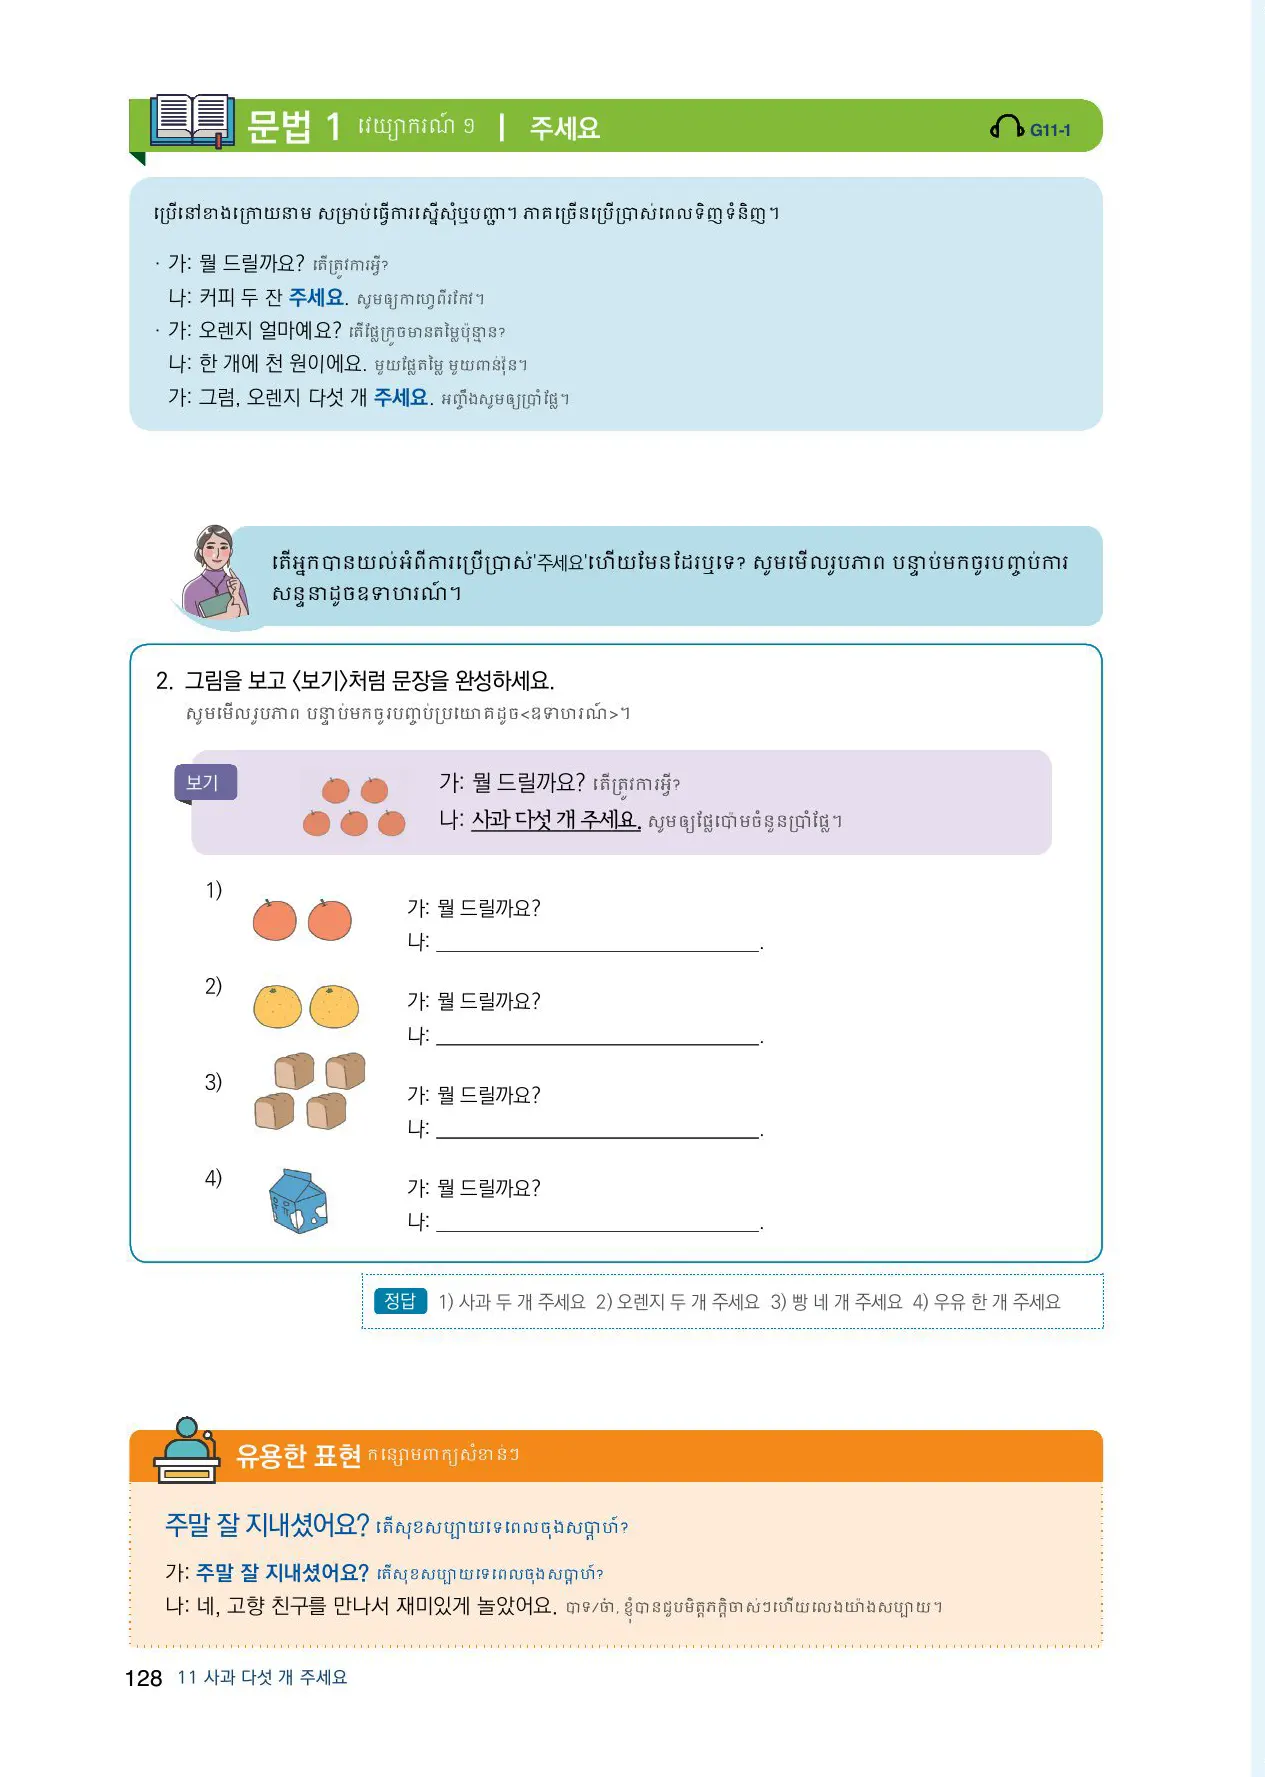 문법 1 វេយ្យាករណ៍ ១ | 주세요 G11-1
ប្រើនៅខាងក្រោយនាម សម្រាប់ធ្វើការស្នើសុំឬបញ្ជា។ ភាគច្រើនប្រើប្រាស់ពេលទិញទំនិញ។
· 가: 뭘 드릴까요? តើត្រូវការអ្វី?
나: 커피 두 잔 주세요. សូមឲ្យកាហ្វេពីរកែវ។
· 가: 오렌지 얼마예요? តើផ្លែក្រូចមានតម្លៃប៉ុន្មាន?
나: 한 개에 천 원이에요. មួយផ្លែតម្លៃ មួយពាន់វ៉ុន។
가: 그럼, 오렌지 다섯 개 주세요. អញ្ចឹងសូមឲ្យប្រាំផ្លែ។
តើអ្នកបានយល់អំពីការប្រើប្រាស់'주세요'ហើយមែនដែរឬទេ? សូមមើលរូបភាព បន្ទាប់មកចូរបញ្ចប់ការ
សន្ទនាដូចឧទាហរណ៍។
2. 그림을 보고 〈보기〉처럼 문장을 완성하세요.
សូមមើលរូបភាព បន្ទាប់មកចូរបញ្ចប់ប្រយោគដូច<ឧទាហរណ៍>។
보기
가: 뭘 드릴까요? តើត្រូវការអ្វី?
나: 사과 다섯 개 주세요. សូមឲ្យផ្លែប៉ោមចំនួនប្រាំផ្លែ។
1)
가: 뭘 드릴까요?
나: ______________________________.
2)
가: 뭘 드릴까요?
나: ______________________________.
3)
가: 뭘 드릴까요?
나: ______________________________.
4)
우유
가: 뭘 드릴까요?
나: ______________________________.
정답 1) 사과 두 개 주세요 2) 오렌지 두 개 주세요 3) 빵 네 개 주세요 4) 우유 한 개 주세요
유용한 표현 កន្សោមពាក្យសំខាន់ៗ
주말 잘 지내셨어요? តើសុខសប្បាយទេពេលចុងសប្ដាហ៍?
가: 주말 잘 지내셨어요? តើសុខសប្បាយទេពេលចុងសប្ដាហ៍?
나: 네, 고향 친구를 만나서 재미있게 놀았어요. បាទ/ចំា, ខ្ញុំបានជួបមិត្តភក្តិចាស់ៗហើយលេងយ៉ាងសប្បាយ។
128 11 사과 다섯 개 주세요